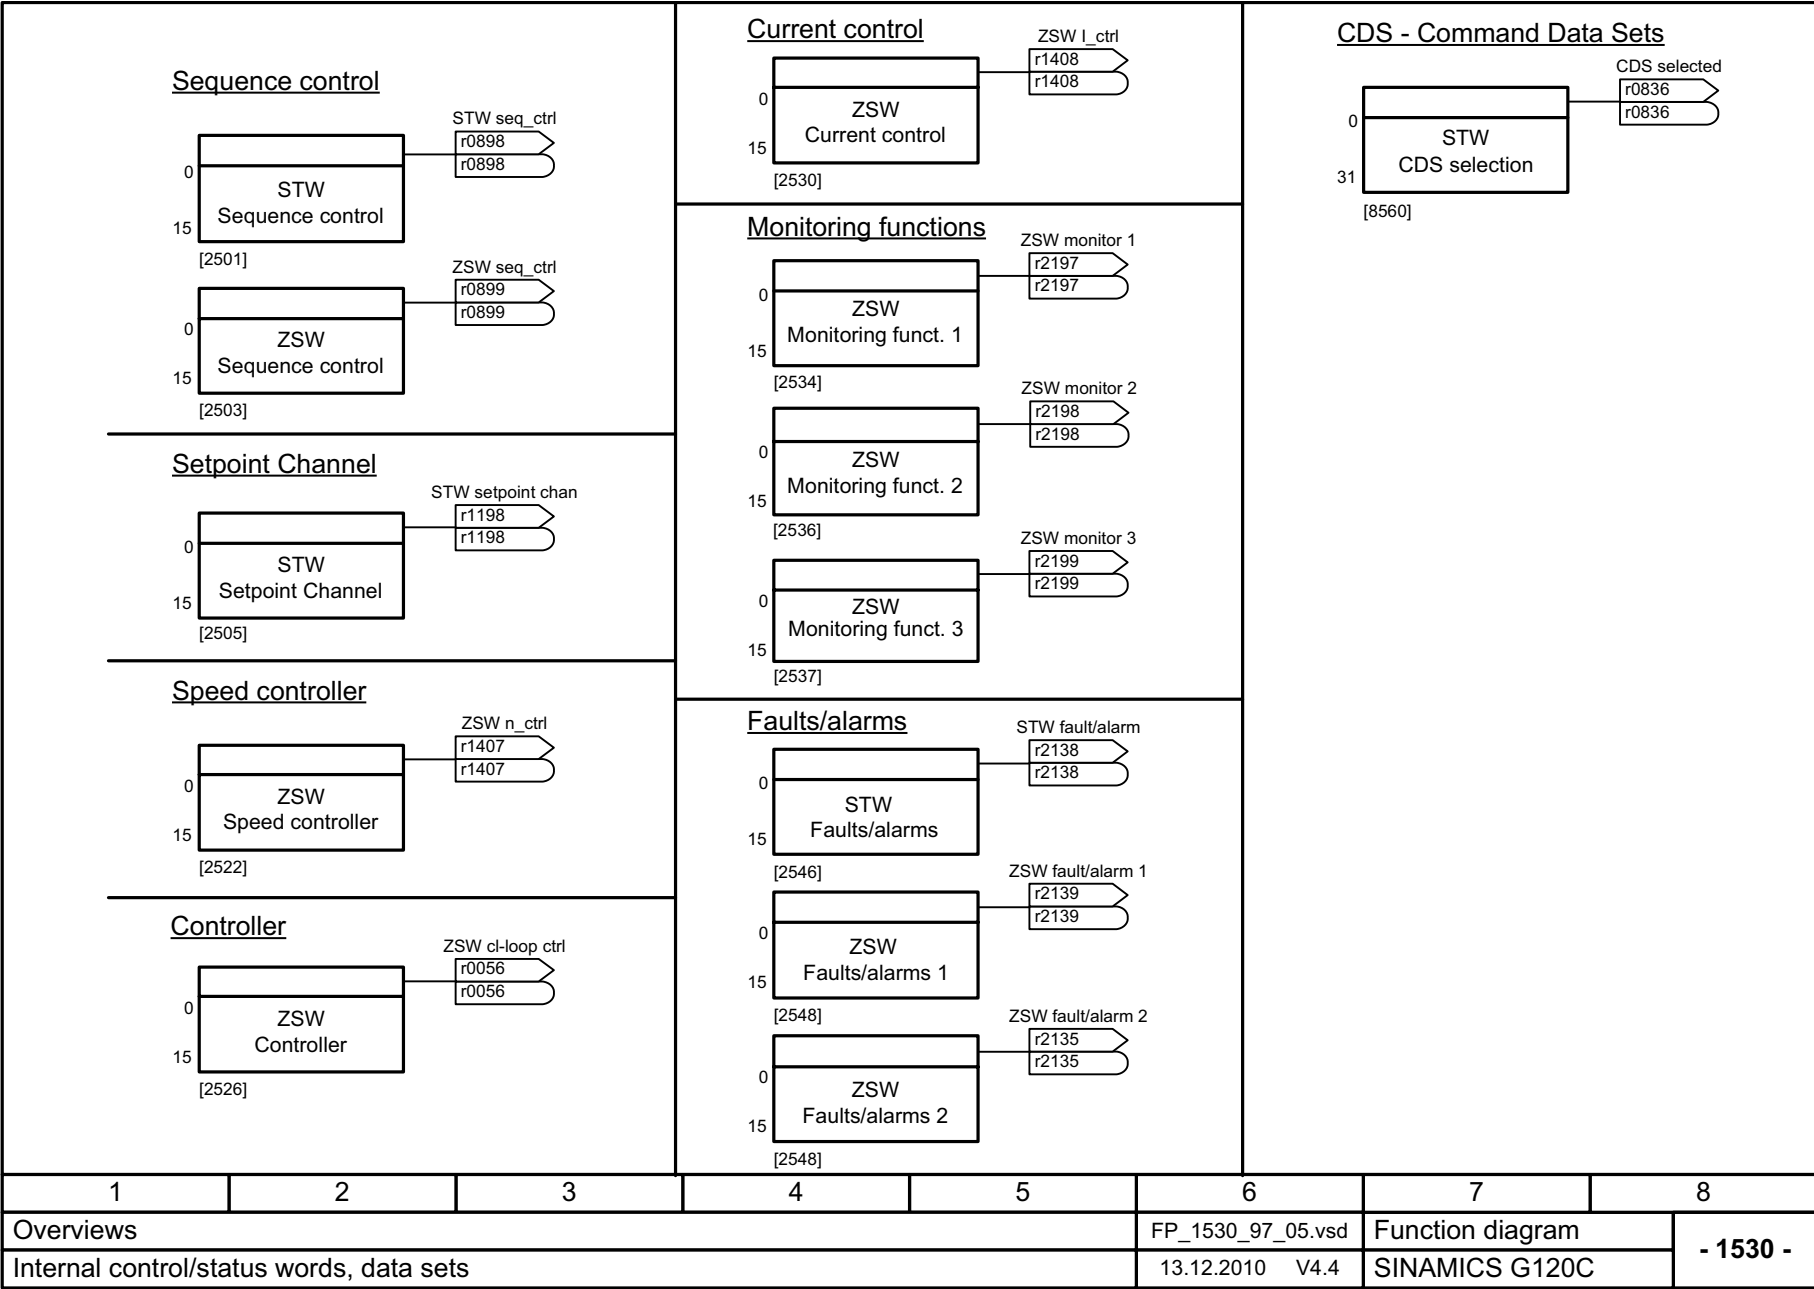 Sequence control
STW seq_ctrl
r0898
r0898
0
STW
Sequence control
15
[2501]
ZSW seq_ctrl
r0899
r0899
0
ZSW
Sequence control
15
[2503]
Setpoint Channel
STW setpoint chan
r1198
r1198
0
STW
Setpoint Channel
15
[2505]
Speed controller
ZSW n_ctrl
r1407
r1407
0
ZSW
Speed controller
15
[2522]
Controller
ZSW cl-loop ctrl
r0056
r0056
0
ZSW
Controller
15
[2526]
Current control
ZSW I_ctrl
r1408
r1408
0
ZSW
Current control
15
[2530]
Monitoring functions
ZSW monitor 1
r2197
r2197
0
ZSW
Monitoring funct. 1
15
[2534]
ZSW monitor 2
r2198
r2198
0
ZSW
Monitoring funct. 2
15
[2536]
ZSW monitor 3
r2199
r2199
0
ZSW
Monitoring funct. 3
15
[2537]
Faults/alarms
STW fault/alarm
r2138
r2138
0
STW
Faults/alarms
15
[2546]
ZSW fault/alarm 1
r2139
r2139
0
ZSW
Faults/alarms 1
15
[2548]
ZSW fault/alarm 2
r2135
r2135
0
ZSW
Faults/alarms 2
15
[2548]
CDS - Command Data Sets
CDS selected
r0836
r0836
0
STW
CDS selection
31
[8560]
1 2 3 4 5 6 7 8
Overviews
FP_1530_97_05.vsd
Function diagram
- 1530 -
Internal control/status words, data sets
13.12.2010 V4.4
SINAMICS G120C